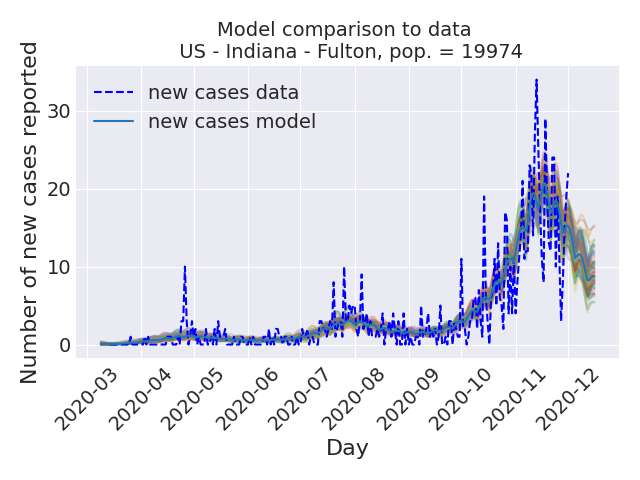 Model comparison to data
US - Indiana - Fulton, pop. = 19974
Number of new cases reported
30
20
10
0
new cases data
new cases model
2020-03
2020-04
2020-05
2020-06
2020-07
2020-08
2020-09
2020-10
2020-11
2020-12
Day